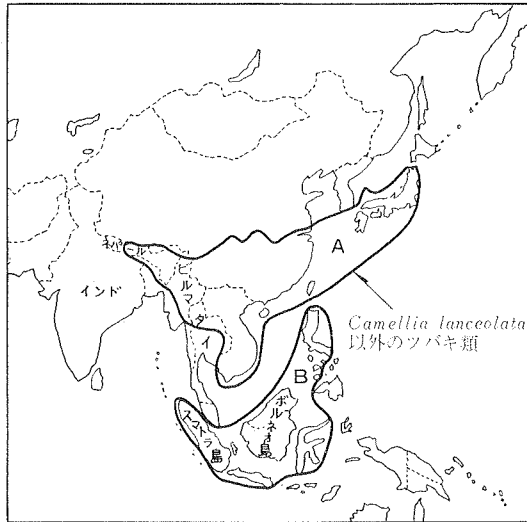 A
ネパール
ビルマ
インド
タイ
Camellia lanceolata
以外のツバキ類
B
ボルネオ島
スマトラ島